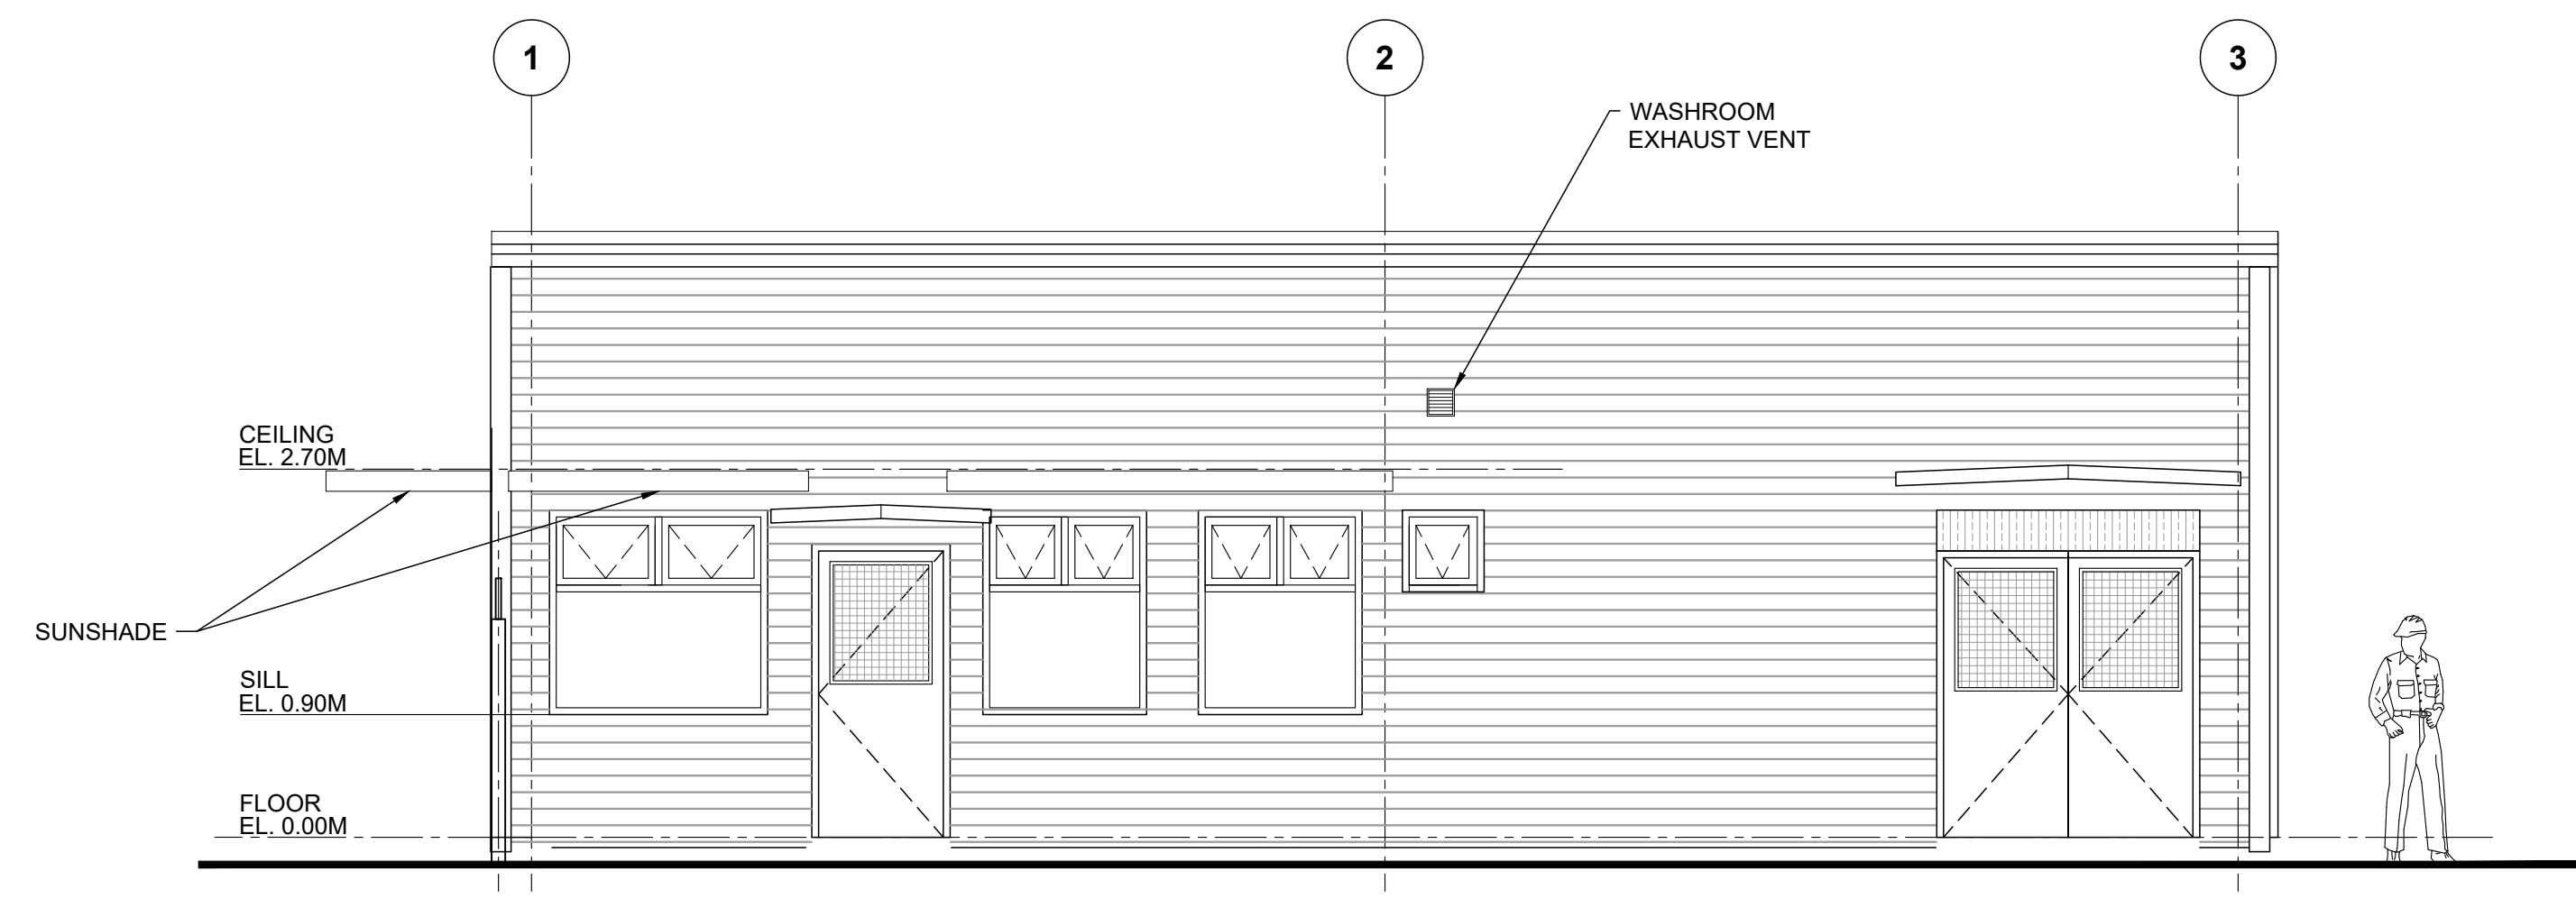 1
2
3
WASHROOM
EXHAUST VENT
CEILING
EL. 2.70M
SUNSHADE
SILL
EL. 0.90M
FLOOR
EL. 0.00M